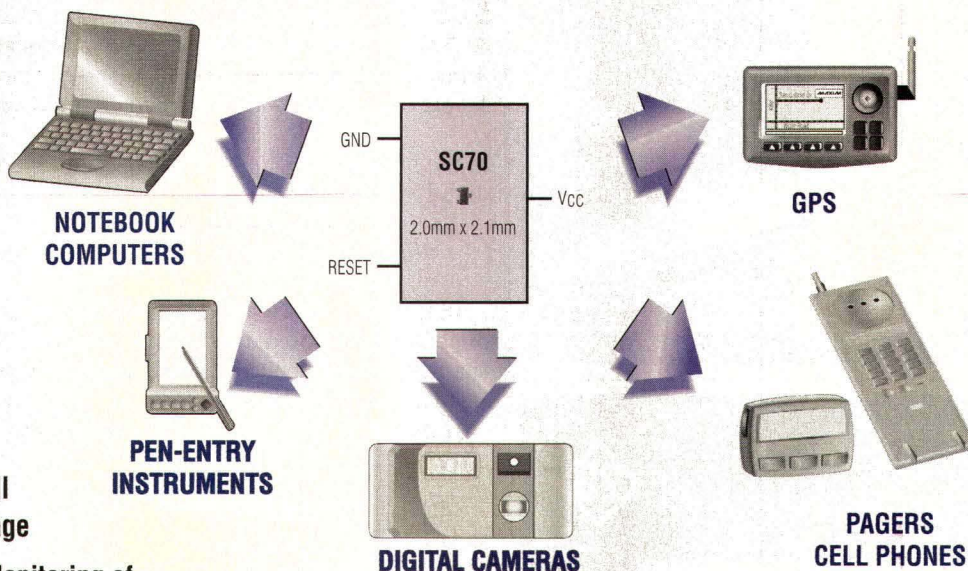 NOTEBOOK
COMPUTERS
GND
RESET
SC70
2.0mm x 2.1mm
VCC
MAXIM
GPS
PEN-ENTRY
INSTRUMENTS
DIGITAL CAMERAS
PAGERS
CELL PHONES